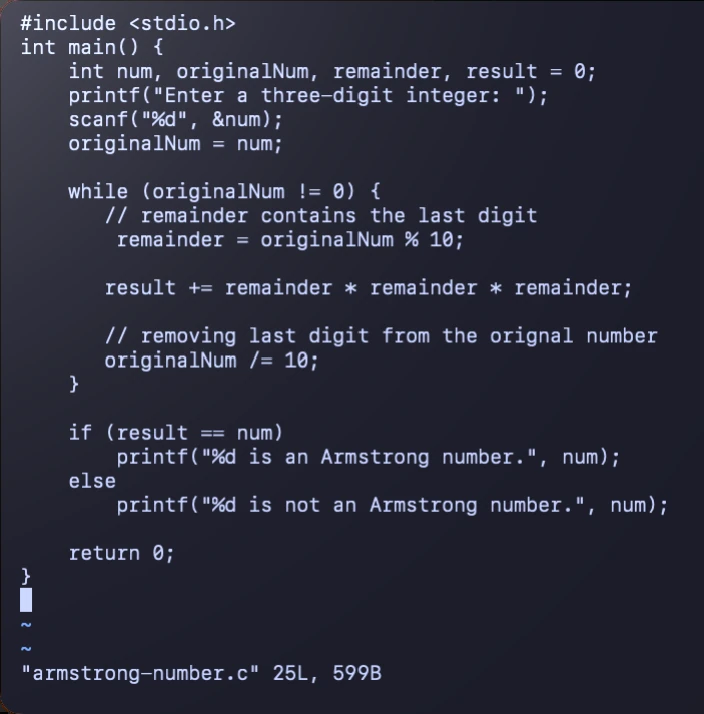 #include <stdio.h>
int main() {
    int num, originalNum, remainder, result = 0;
    printf("Enter a three-digit integer: ");
    scanf("%d", &num);
    originalNum = num;

    while (originalNum != 0) {
       // remainder contains the last digit
        remainder = originalNum % 10;

       result += remainder * remainder * remainder;

       // removing last digit from the orignal number
       originalNum /= 10;
    }

    if (result == num)
        printf("%d is an Armstrong number.", num);
    else
        printf("%d is not an Armstrong number.", num);

    return 0;
}

~
~
"armstrong-number.c" 25L, 599B